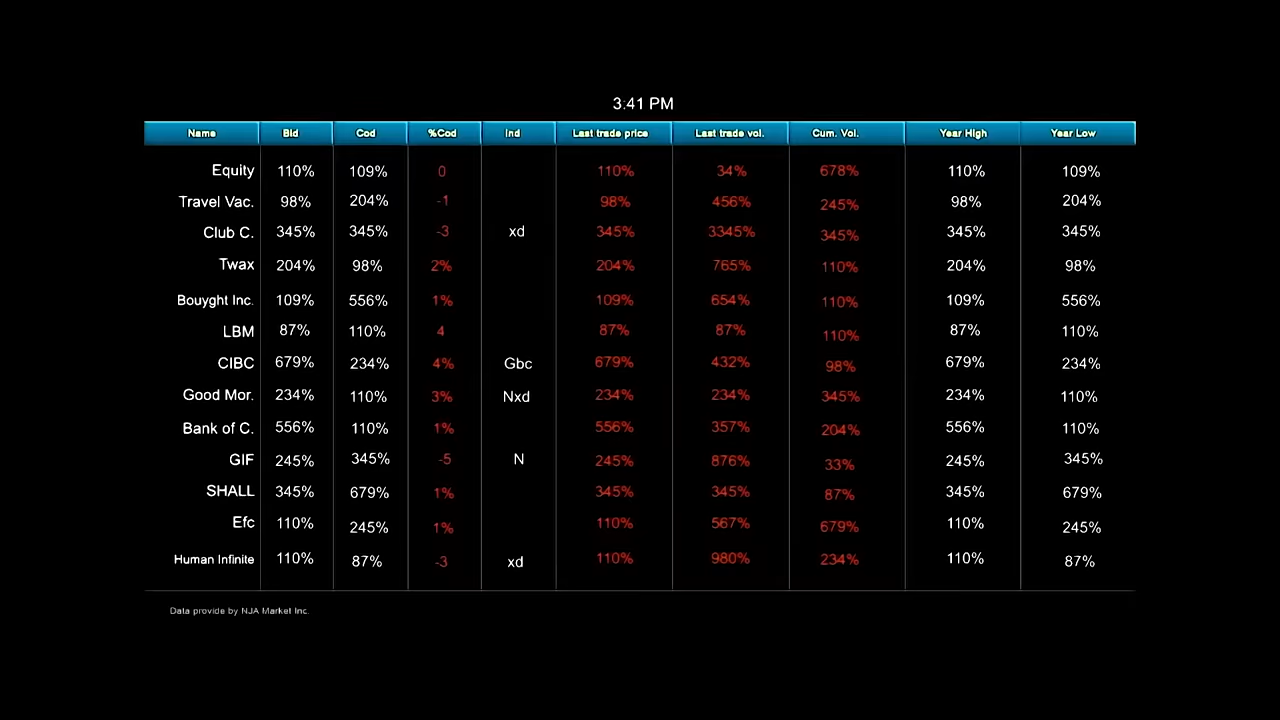 3:41 PM
Name Bid Cod %Cod Ind Last trade price Last trade vol. Cum. Vol. Year High Year Low
Equity 110% 109% 0 110% 34% 678% 110% 109%
Travel Vac. 98% 204% -1 98% 456% 245% 98% 204%
Club C. 345% 345% -3 xd 345% 3345% 345% 345% 345%
Twax 204% 98% 2% 204% 765% 110% 204% 98%
Bouyght Inc. 109% 556% 1% 109% 654% 110% 109% 556%
LBM 87% 110% 4 87% 87% 110% 87% 110%
CIBC 679% 234% 4% Gbc 679% 432% 98% 679% 234%
Good Mor. 234% 110% 3% Nxd 234% 234% 345% 234% 110%
Bank of C. 556% 110% 1% 556% 357% 204% 556% 110%
GIF 245% 345% -5 N 245% 876% 33% 245% 345%
SHALL 345% 679% 1% 345% 345% 87% 345% 679%
Efc 110% 245% 1% 110% 567% 679% 110% 245%
Human Infinite 110% 87% -3 xd 110% 980% 234% 110% 87%
Data provide by NJA Market Inc.